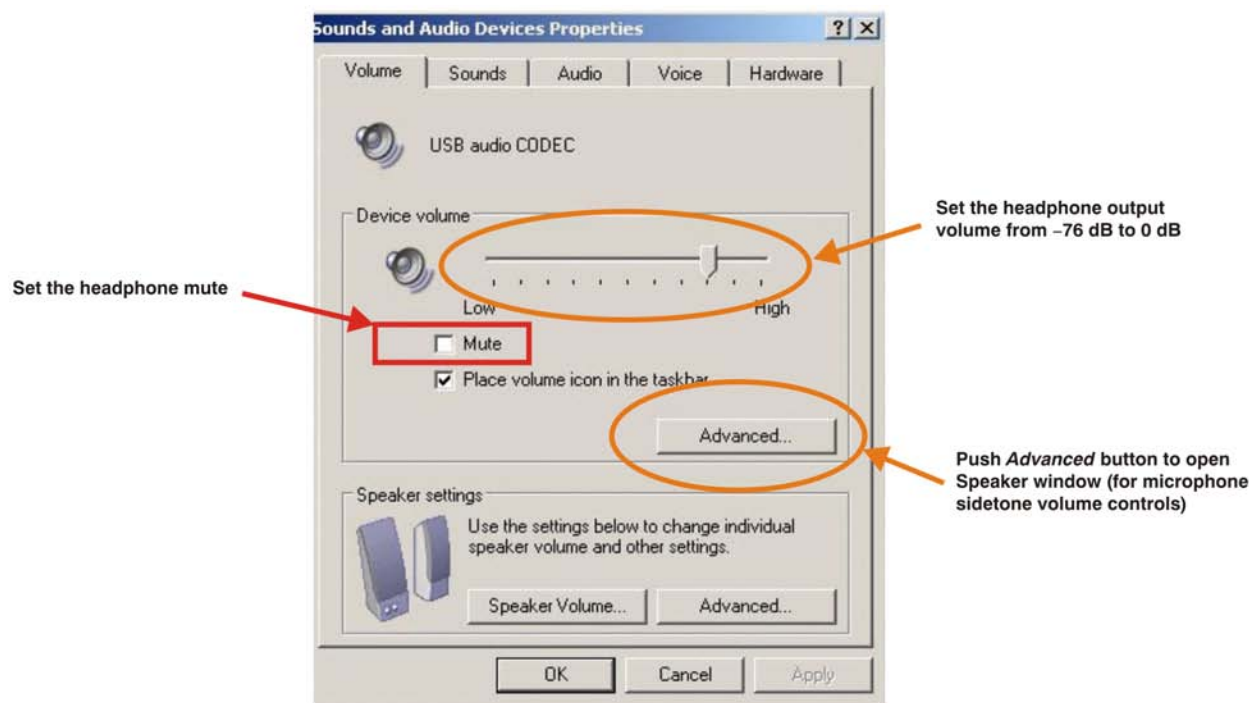 Sounds and Audio Devices Properties
? X
Volume Sounds Audio Voice Hardware
USB audio CODEC
Device volume
Low High
Mute
Place volume icon in the taskbar
Advanced...
Speaker settings
Use the settings below to change individual
speaker volume and other settings.
Speaker Volume... Advanced...
OK Cancel Apply
Set the headphone output
volume from −76 dB to 0 dB
Set the headphone mute
Push Advanced button to open
Speaker window (for microphone
sidetone volume controls)